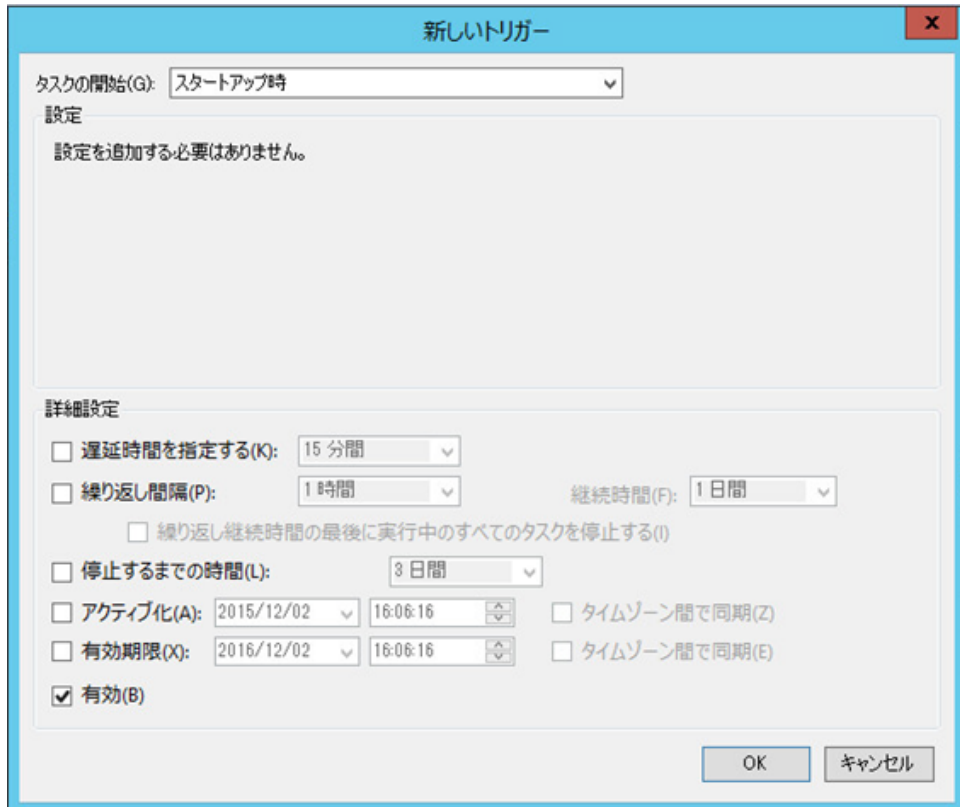 新しいトリガー
x
タスクの開始(G): スタートアップ時
設定
設定を追加する必要はありません。
詳細設定
遅延時間を指定する(K): 15 分間
繰り返し間隔(P): 1 時間 継続時間(F): 1 日間
繰り返し継続時間の最後に実行中のすべてのタスクを停止する(I)
停止するまでの時間(L): 3 日間
アクティブ化(A): 2015/12/02 16:06:16 タイムゾーン間で同期(Z)
有効期限(X): 2016/12/02 16:06:16 タイムゾーン間で同期(E)
有効(B)
OK キャンセル